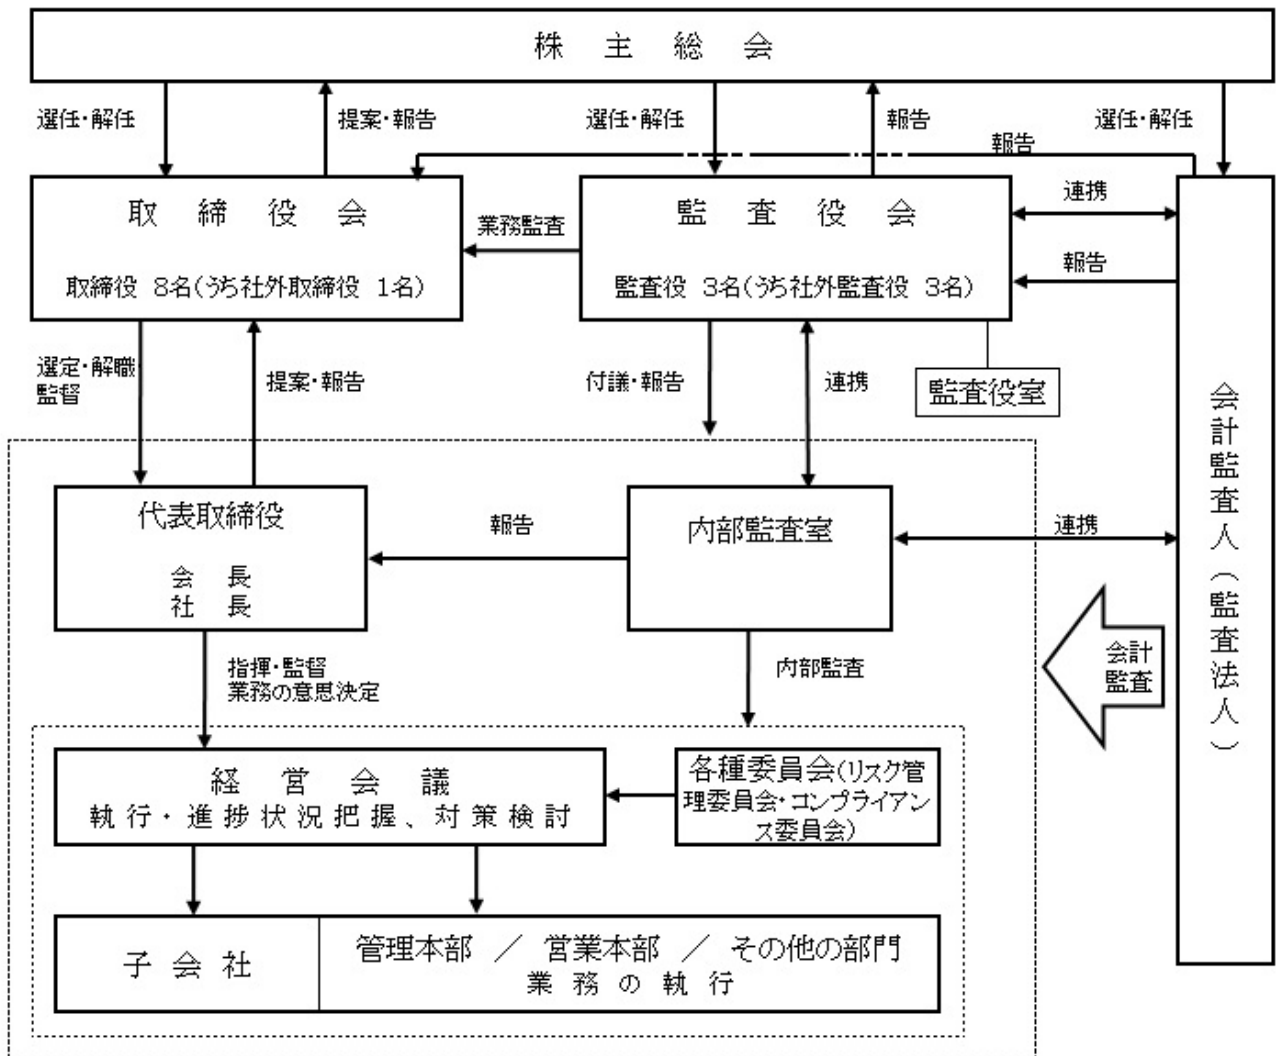 株 主 総 会
選任・解任
提案・報告
選任・解任
報告
選任・解任
報告
取 締 役 会
取締役 8名(うち社外取締役 1名)
業務監査
監 査 役 会
監査役 3名(うち社外監査役 3名)
連携
報告
選定・解職
監督
提案・報告
付議・報告
連携
監査役室
会計監査人(監査法人)
代表取締役
会 長
社 長
報告
内部監査室
連携
会計
監査
指揮・監督
業務の意思決定
内部監査
経 営 会 議
執行・進捗状況把握、対策検討
各種委員会(リスク管
理委員会・コンプライアン
ス委員会)
子 会 社
管理本部 ／ 営業本部 ／ その他の部門
業 務 の 執 行